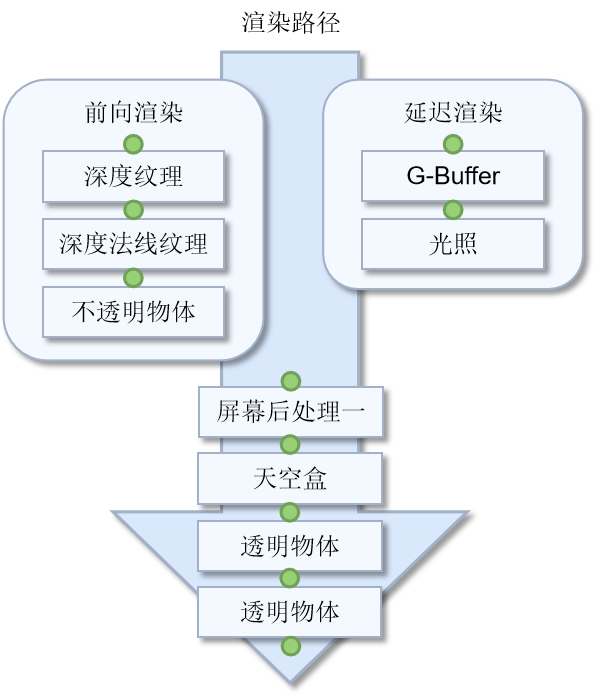 渲染路径
前向渲染
深度纹理
深度法线纹理
不透明物体
延迟渲染
G-Buffer
光照
屏幕后处理一
天空盒
透明物体
透明物体